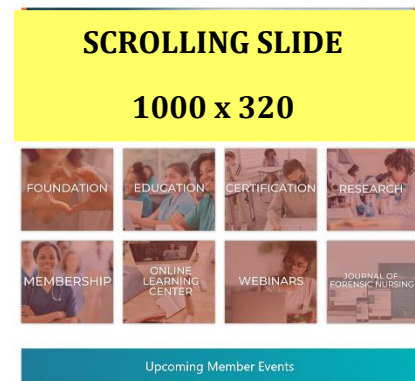 SCROLLING SLIDE
1000 x 320
FOUNDATION
EDUCATION
CERTIFICATION
RESEARCH
MEMBERSHIP
ONLINE
LEARNING
CENTER
WEBINARS
JOURNAL OF
FORENSIC NURSING
Upcoming Member Events